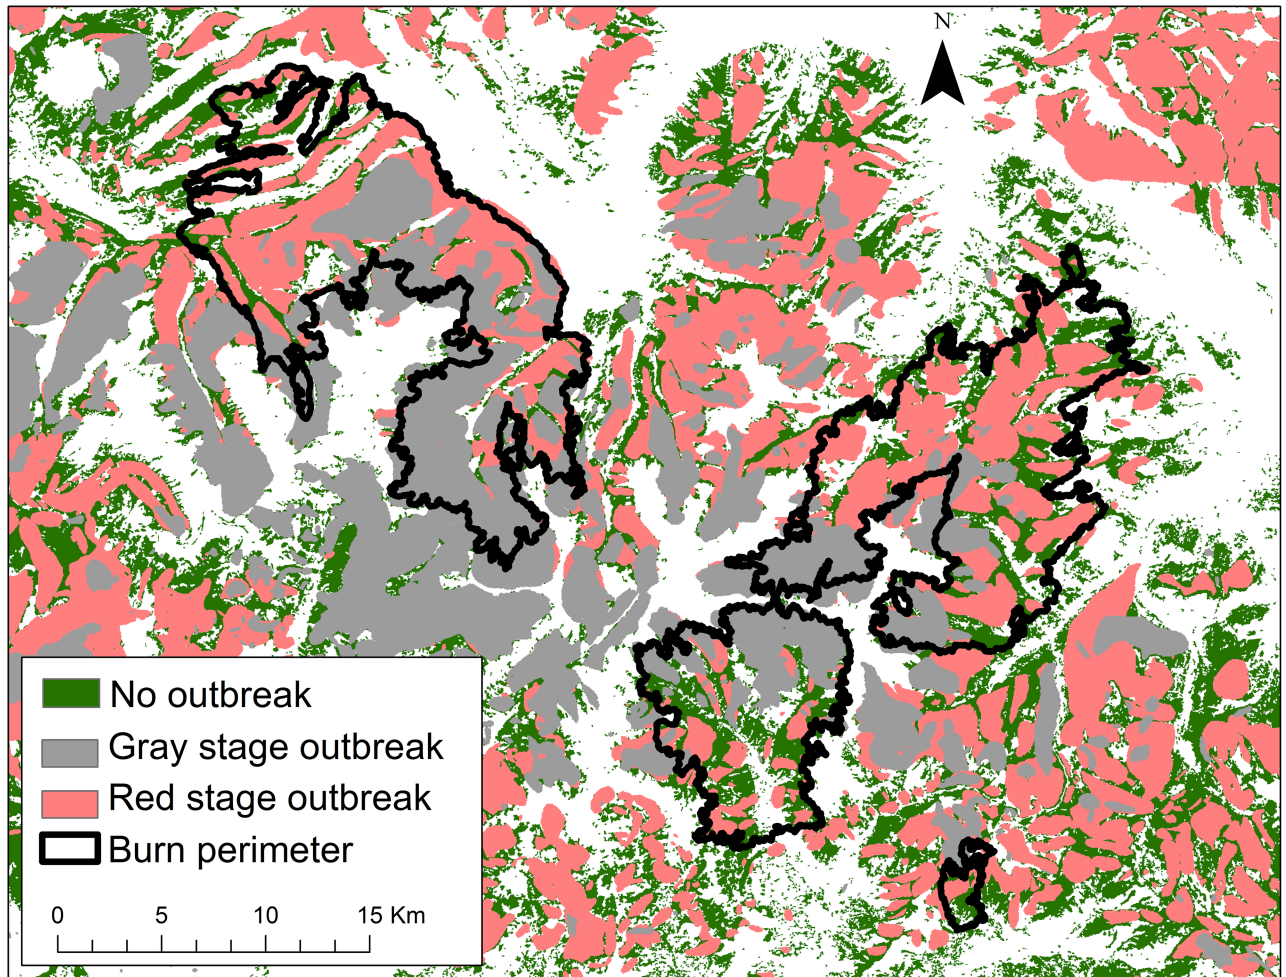 N
No outbreak
Gray stage outbreak
Red stage outbreak
Burn perimeter
0 5 10 15 Km